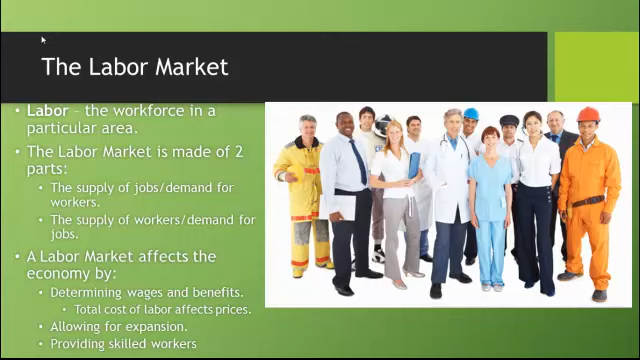 The Labor Market
• Labor – the workforce in a
particular area.
• The Labor Market is made of 2
parts:
• The supply of jobs/demand for
workers.
• The supply of workers/demand for
jobs.
• A Labor Market affects the
economy by:
• Determining wages and benefits.
• Total cost of labor affects prices.
• Allowing for expansion.
• Providing skilled workers